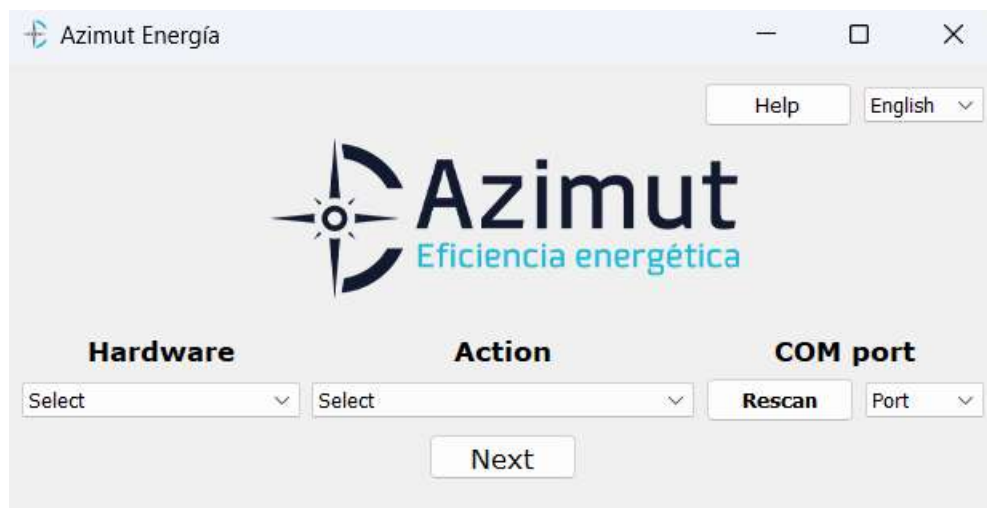 Azimut Energía
Help English
Azimut
Eficiencia energética
Hardware Action COM port
Select Select Rescan Port
Next